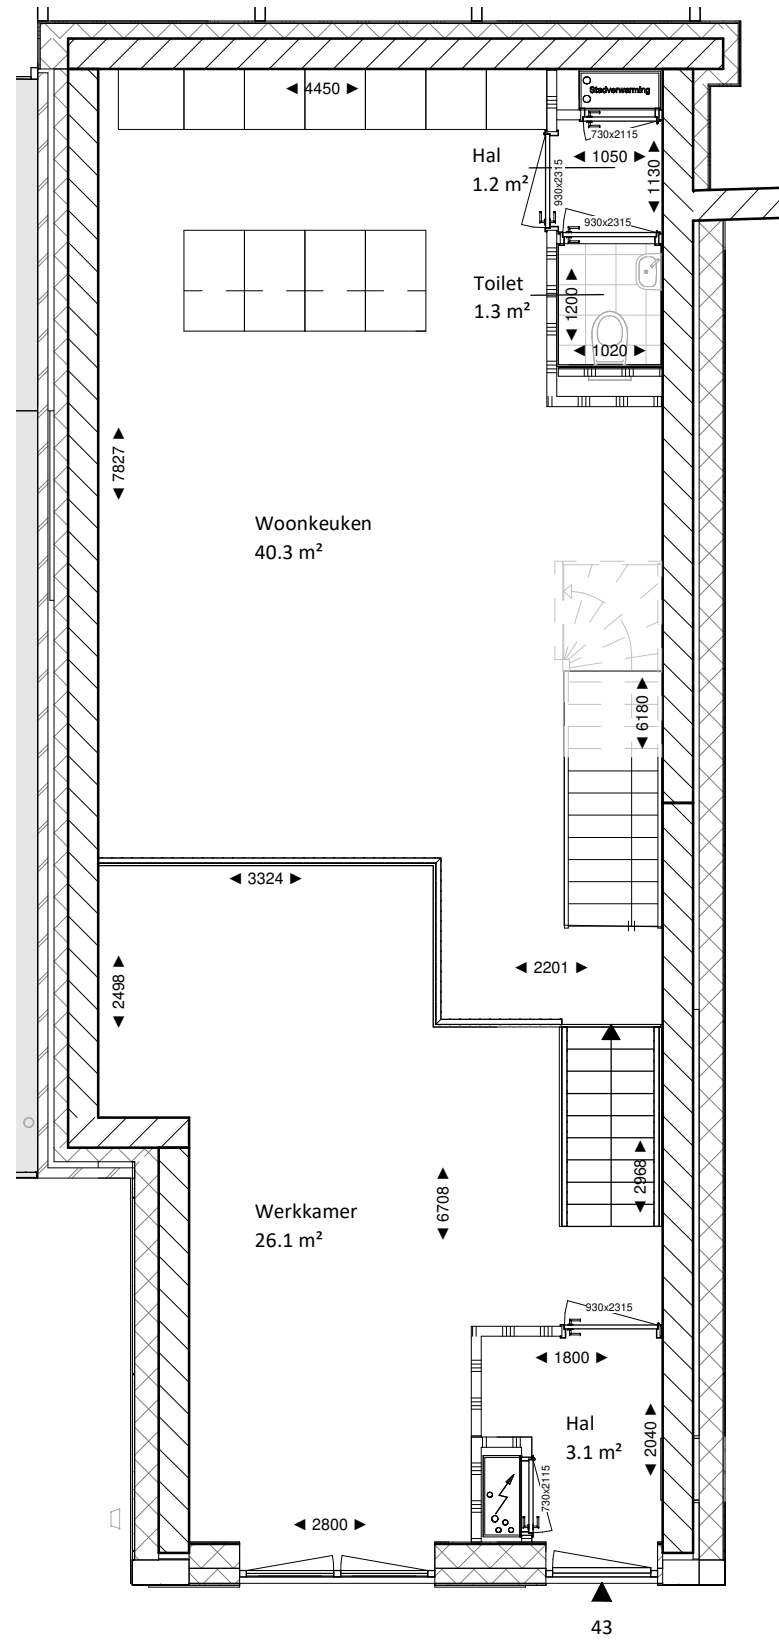 4450
Stadverwarming
730x2115
Hal
1.2 m²
1050
1130
930x2315
930x2315
Toilet
1.3 m²
1200
1020
7827
Woonkeuken
40.3 m²
6180
3324
2498
2201
Werkkamer
26.1 m²
6708
2968
930x2315
1800
Hal
3.1 m²
2040
730x2115
2800
43